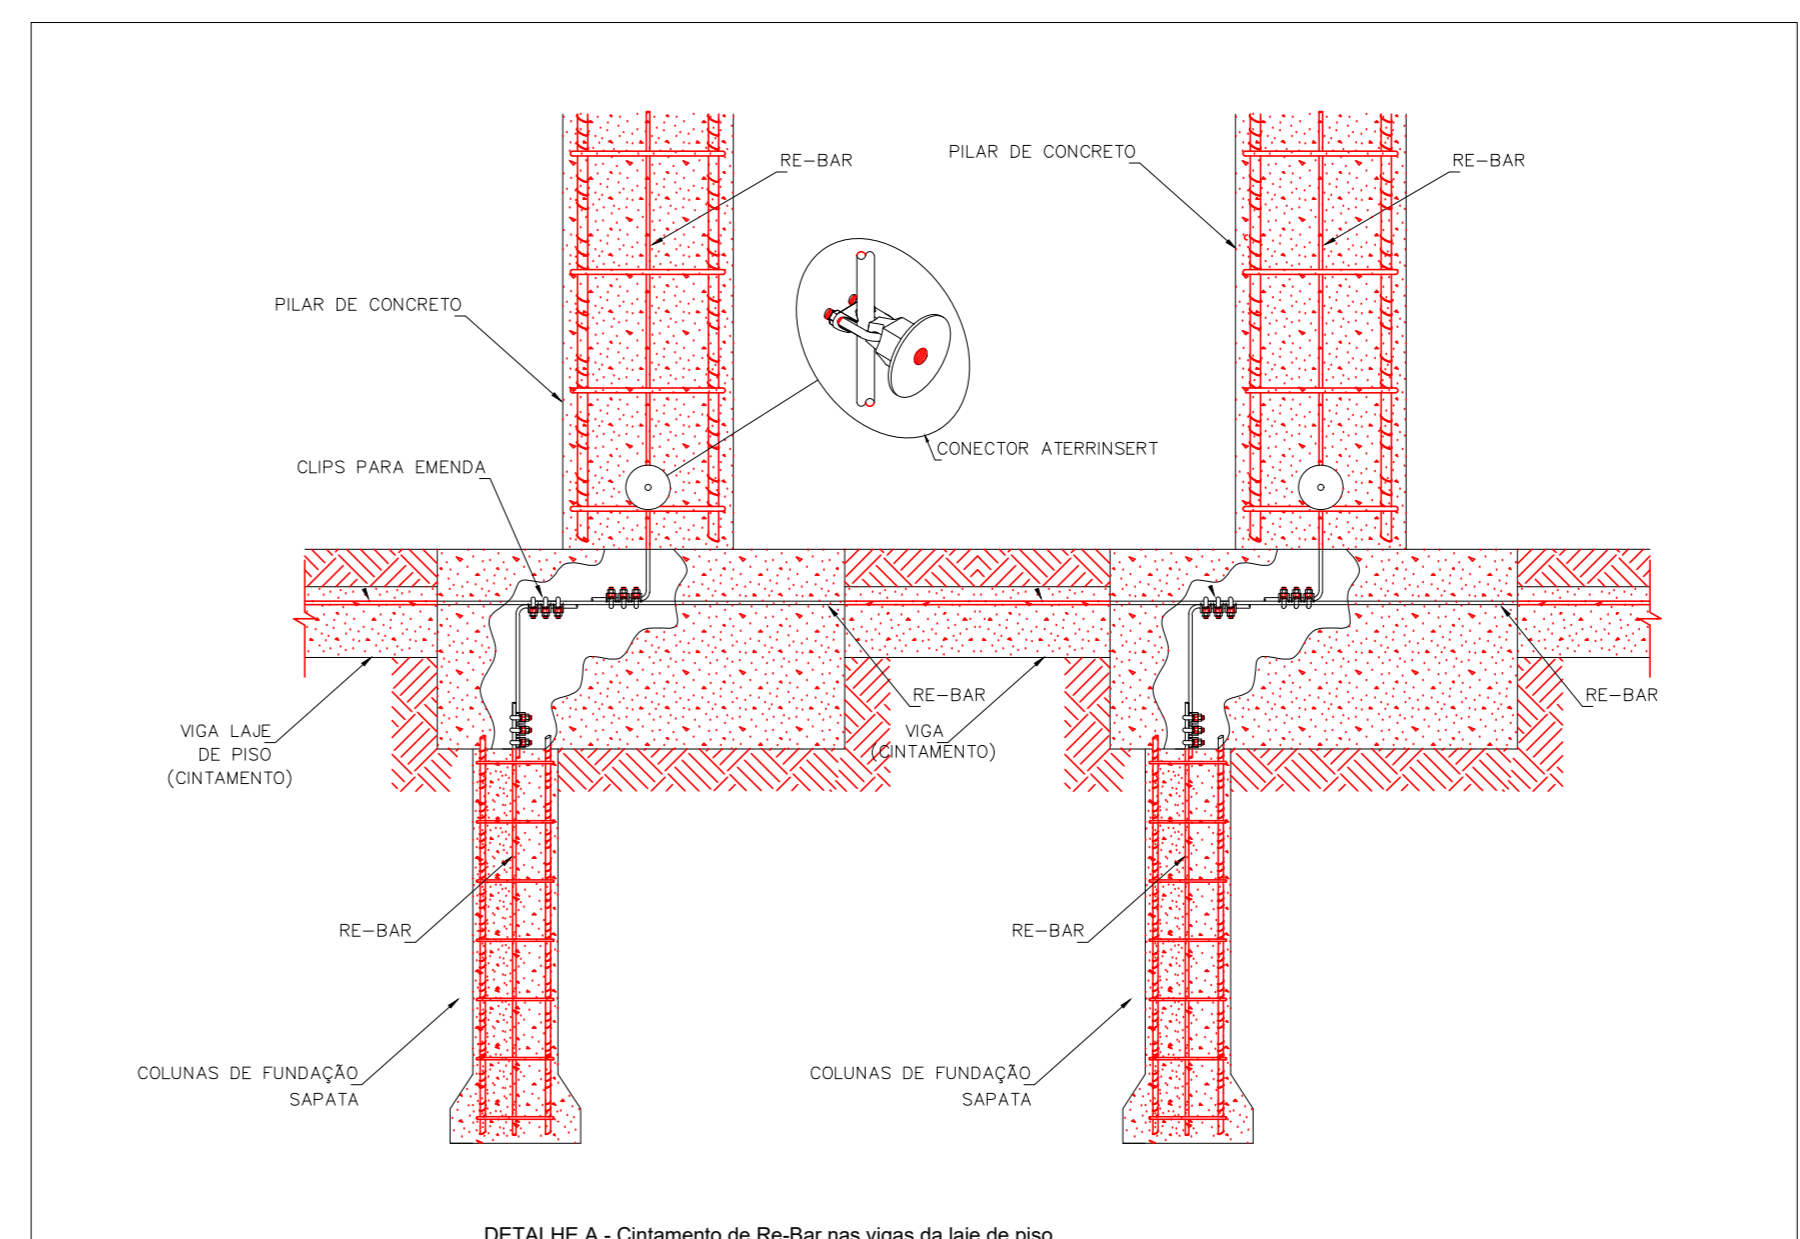 RE-BAR
PILAR DE CONCRETO
RE-BAR
PILAR DE CONCRETO
CONECTOR ATERRINSERT
CLIPS PARA EMENDA
RE-BAR
RE-BAR
VIGA LAJE
DE PISO
(CINTAMENTO)
VIGA
(CINTAMENTO)
RE-BAR
RE-BAR
COLUNAS DE FUNDAÇÃO
SAPATA
COLUNAS DE FUNDAÇÃO
SAPATA
DETALHE A - Cintamento de Re-Bar nas vigas da laje de piso